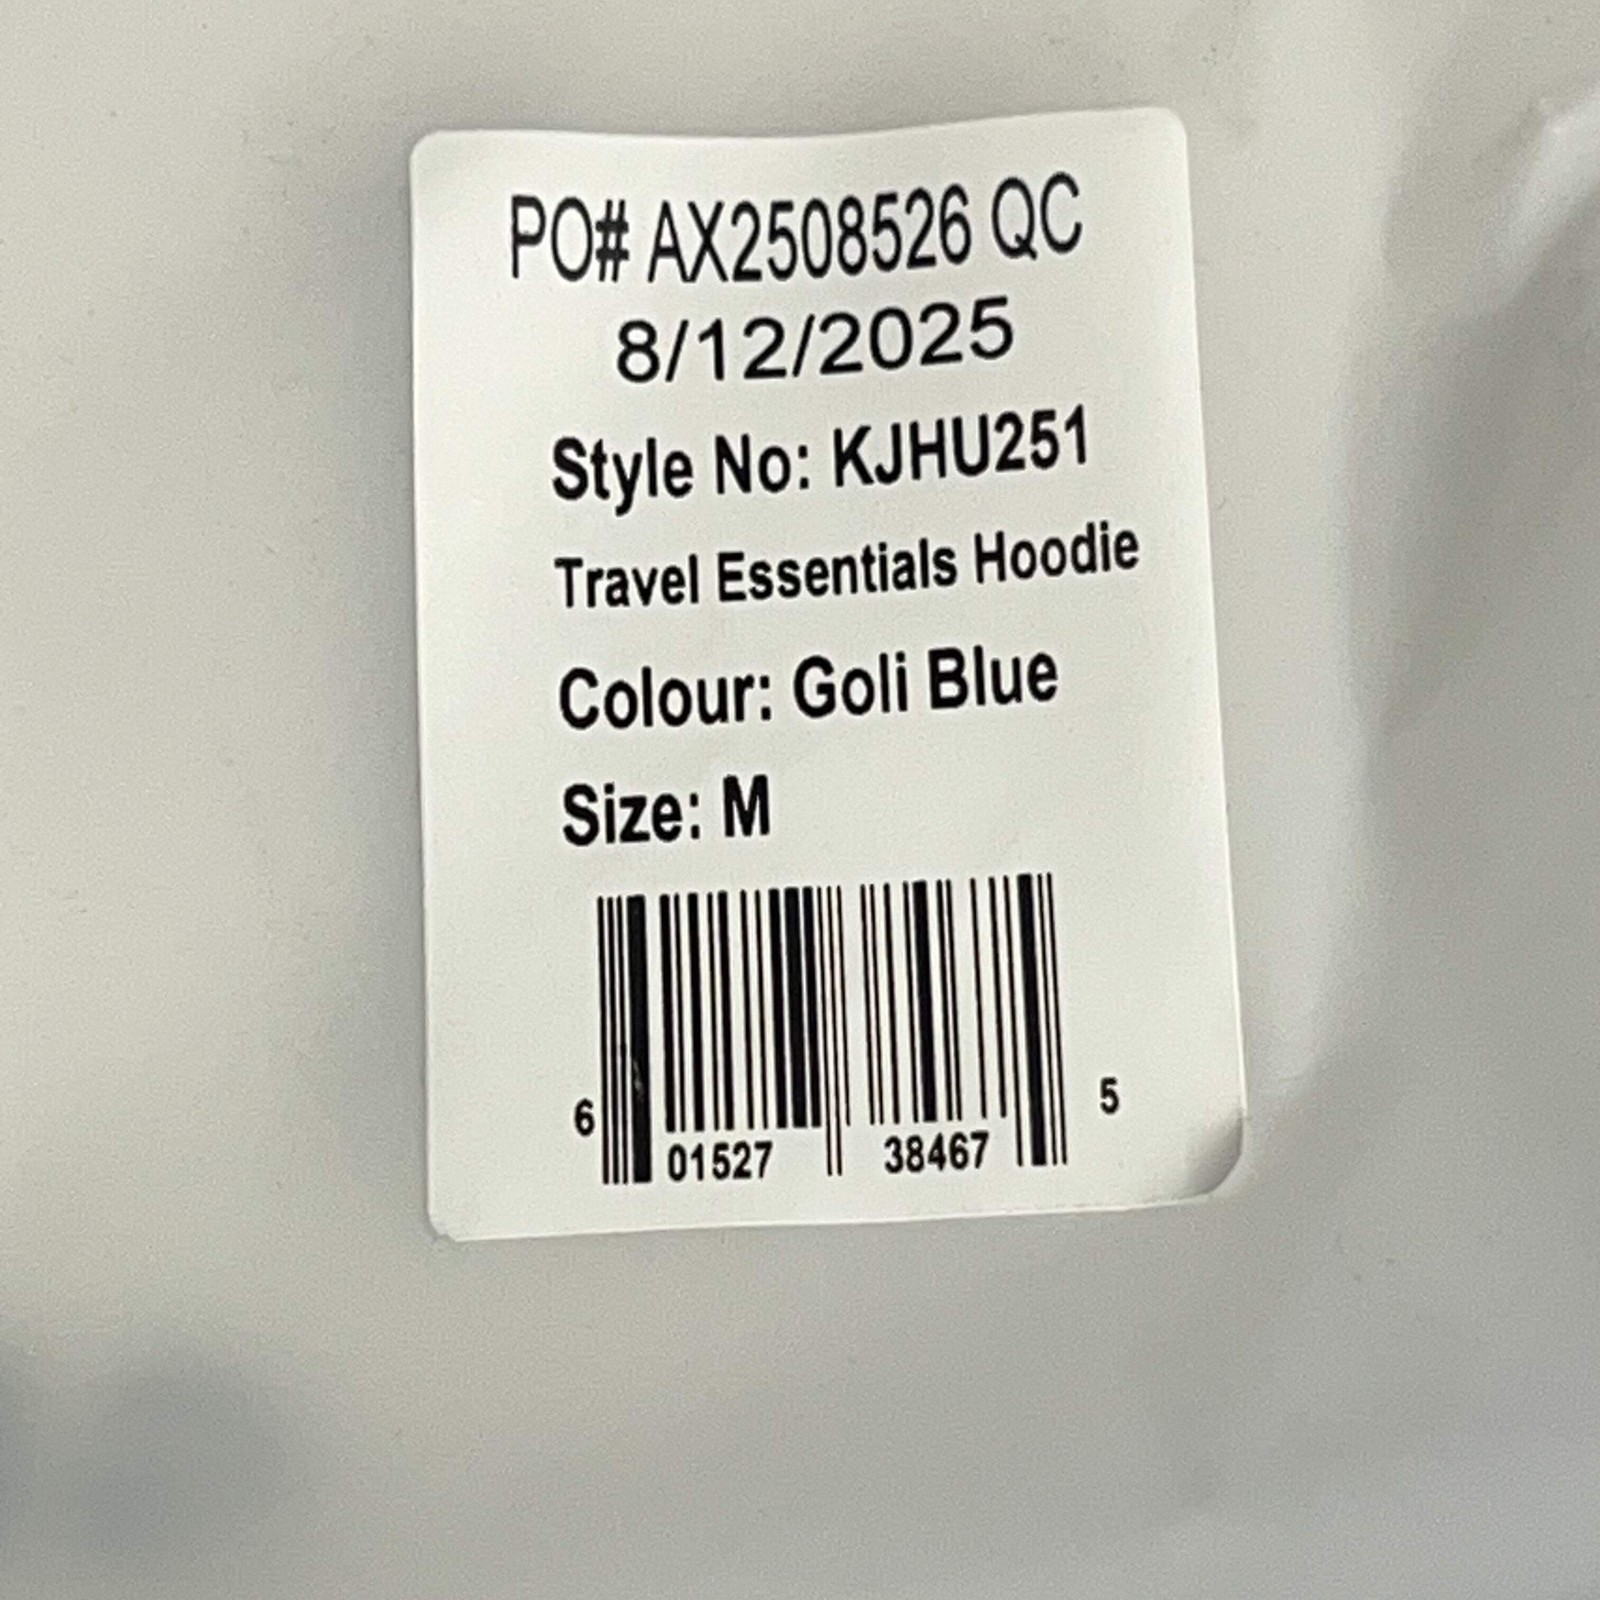 PO# AX2508526 QC
8/12/2025
Style No: KJHU251
Travel Essentials Hoodie
Colour: Goli Blue
Size: M
6 01527 38467 5